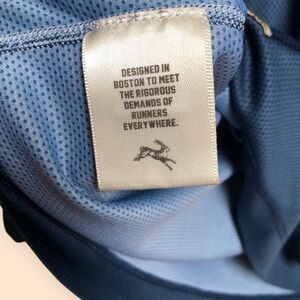 DESIGNED IN
BOSTON TO MEET
THE RIGOROUS
DEMANDS OF
RUNNERS
EVERYWHERE.